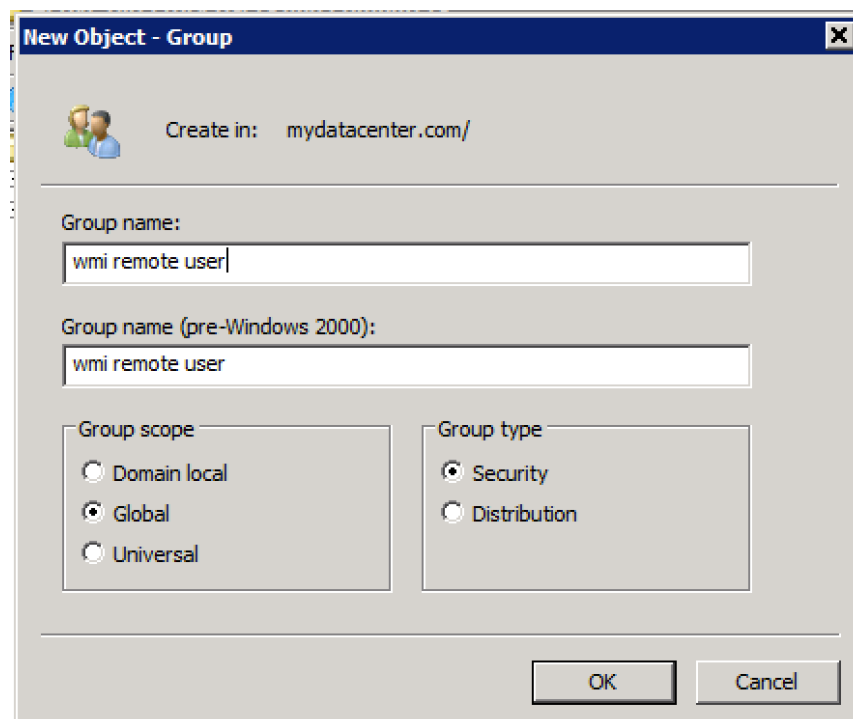 New Object - Group
Create in: mydatacenter.com/
Group name:
wmi remote user
Group name (pre-Windows 2000):
wmi remote user
Group scope
Group type
Domain local
Security
Global
Distribution
Universal
OK
Cancel